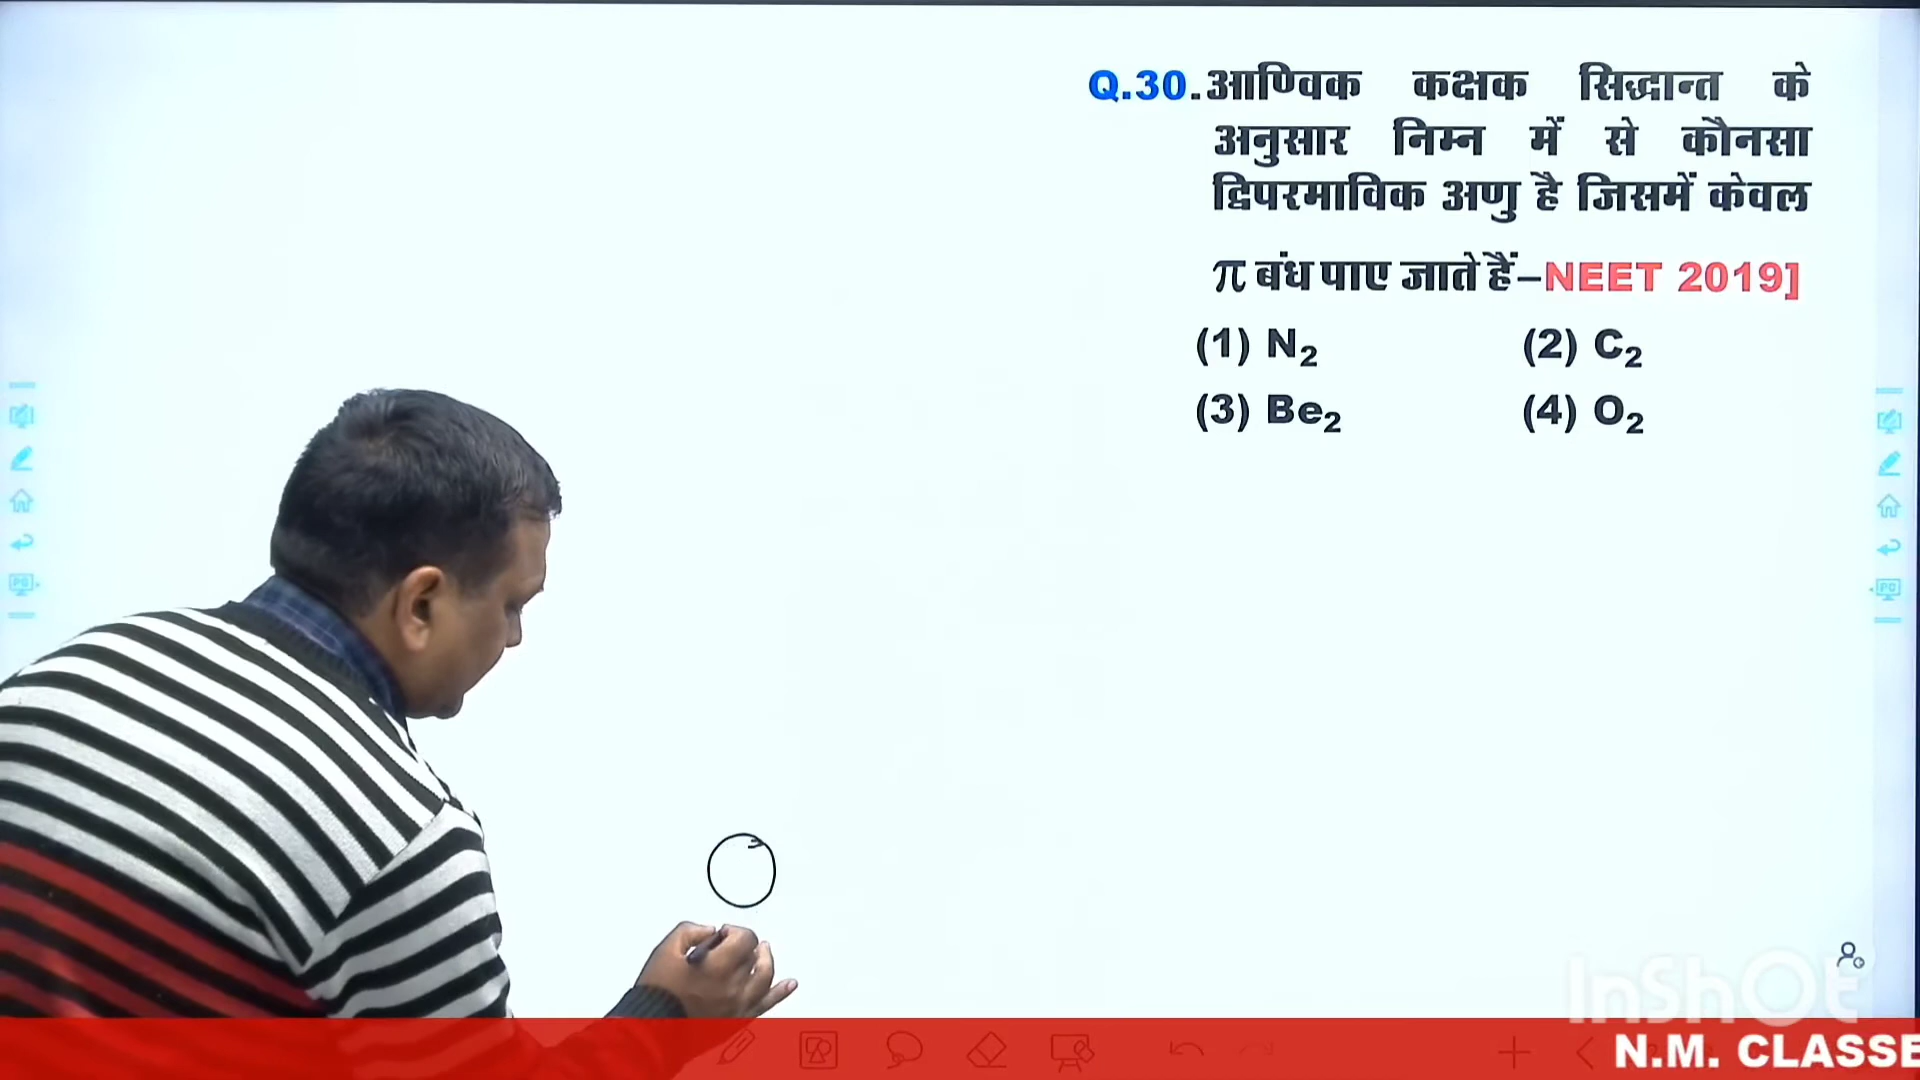 Q.30.आण्विक कक्षक सिद्धान्त के
अनुसार निम्न में से कौनसा
द्विपरमाविक अणु है जिसमें केवल
π बंध पाए जाते हैं–NEET 2019]
(1) N₂ (2) C₂
(3) Be₂ (4) O₂
InShOt
N.M. CLASSE